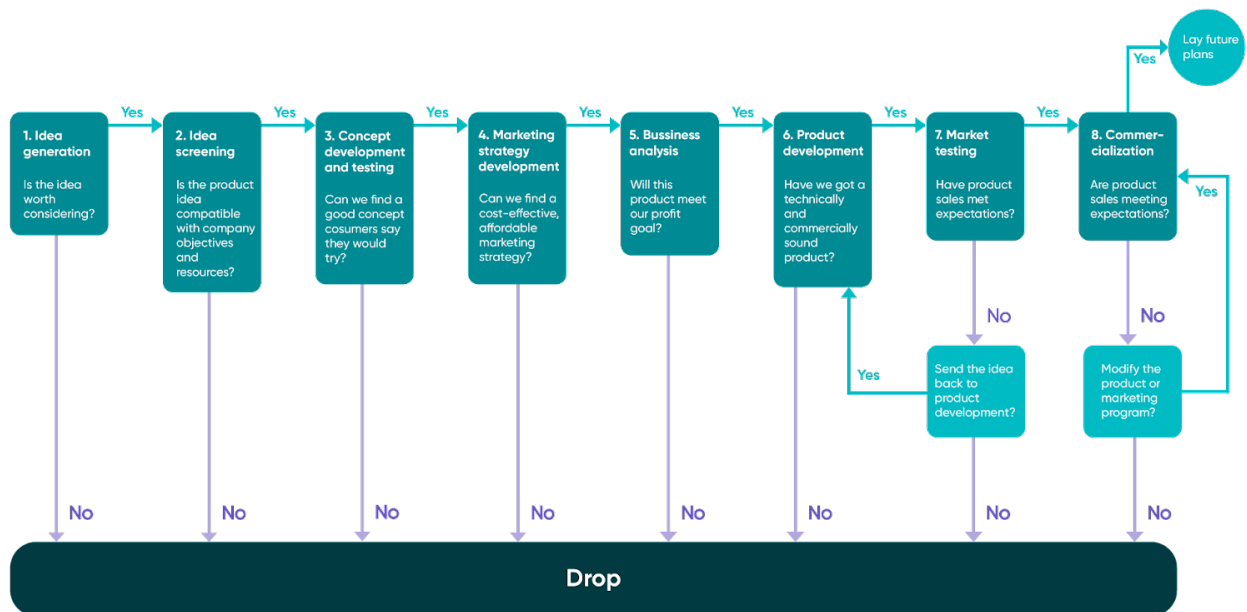 Lay future
plans
Yes
Yes
Yes
Yes
Yes
Yes
Yes
Yes
1. Idea
generation
Is the idea
worth
considering?
2. Idea
screening
Is the product
idea
compatible
with company
objectives
and
resources?
3. Concept
development
and testing
Can we find a
good concept
cosumers say
they would
try?
4. Marketing
strategy
development
Can we find a
cost-effective,
affordable
marketing
strategy?
5. Bussiness
analysis
Will this
product meet
our profit
goal?
6. Product
development
Have we got a
technically
and
commercially
sound
product?
7. Market
testing
Have product
sales met
expectations?
8. Commer-
cialization
Are product
sales meeting
expectations?
Yes
No
No
Yes
Send the idea
back to
product
development?
Modify the
product or
marketing
program?
No
No
No
No
No
No
No
No
Drop